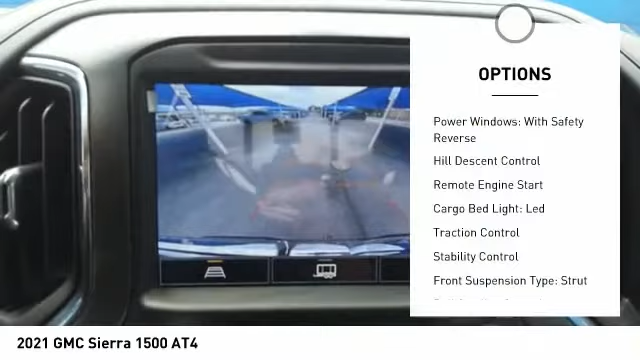 OPTIONS
Power Windows: With Safety
Reverse
Hill Descent Control
Remote Engine Start
Cargo Bed Light: Led
Traction Control
Stability Control
Front Suspension Type: Strut
2021 GMC Sierra 1500 AT4